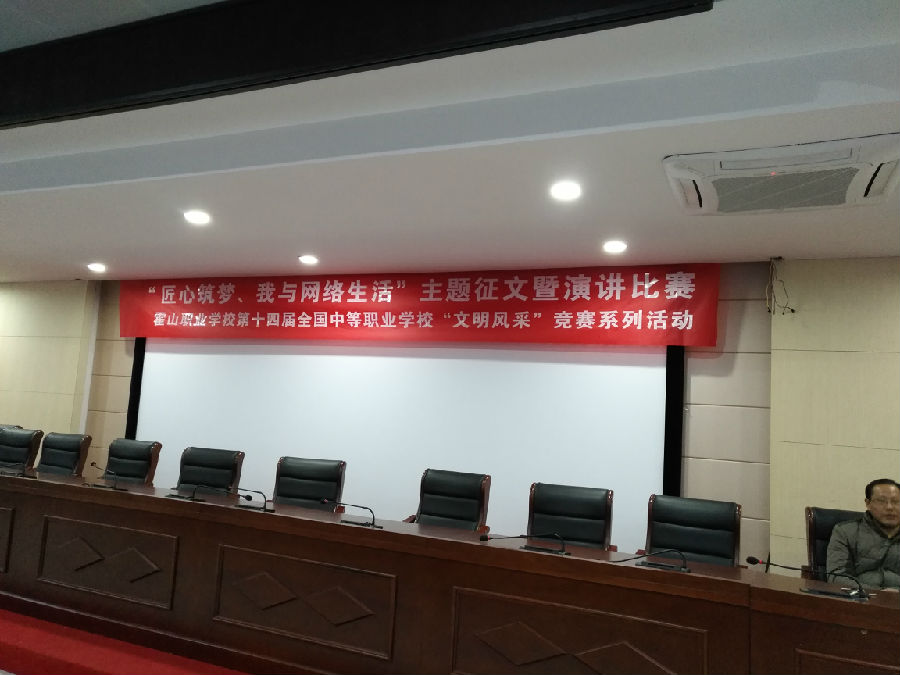 “匠心筑梦、我与网络生活”主题征文暨演讲比赛
霍山职业学校第十四届全国中等职业学校“文明风采”竞赛系列活动